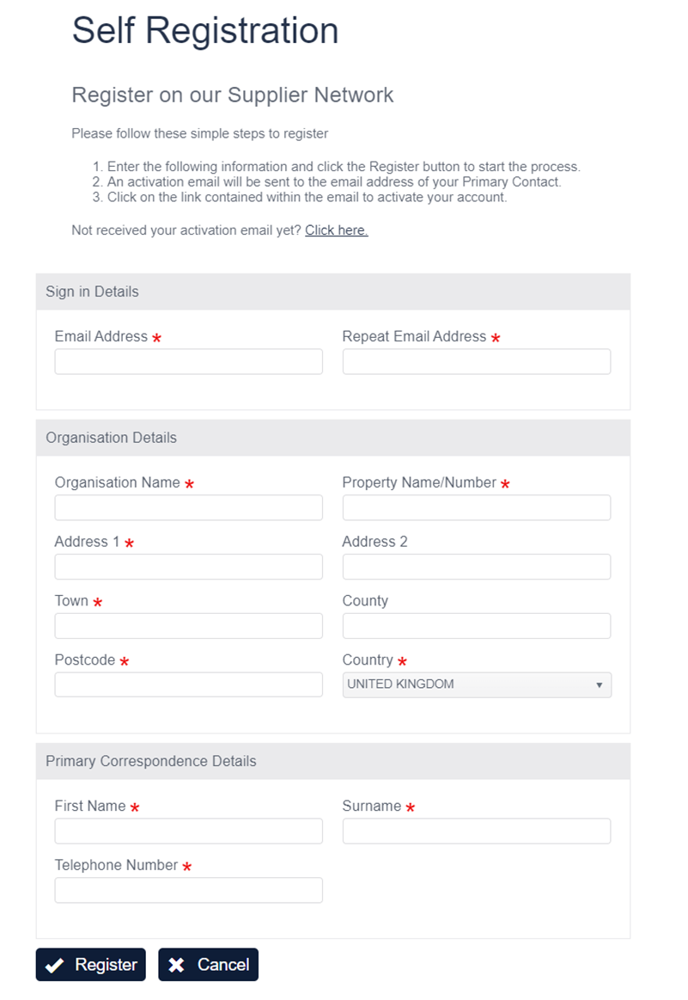 Self Registration
Register on our Supplier Network
Please follow these simple steps to register
1. Enter the following information and click the Register button to start the process.
2. An activation email will be sent to the email address of your Primary Contact.
3. Click on the link contained within the email to activate your account.
Not received your activation email yet? Click here.
Sign in Details
Email Address *
Repeat Email Address *
Organisation Details
Organisation Name *
Property Name/Number *
Address 1 *
Address 2
Town *
County
Postcode *
Country *
UNITED KINGDOM
Primary Correspondence Details
First Name *
Surname *
Telephone Number *
Register
Cancel